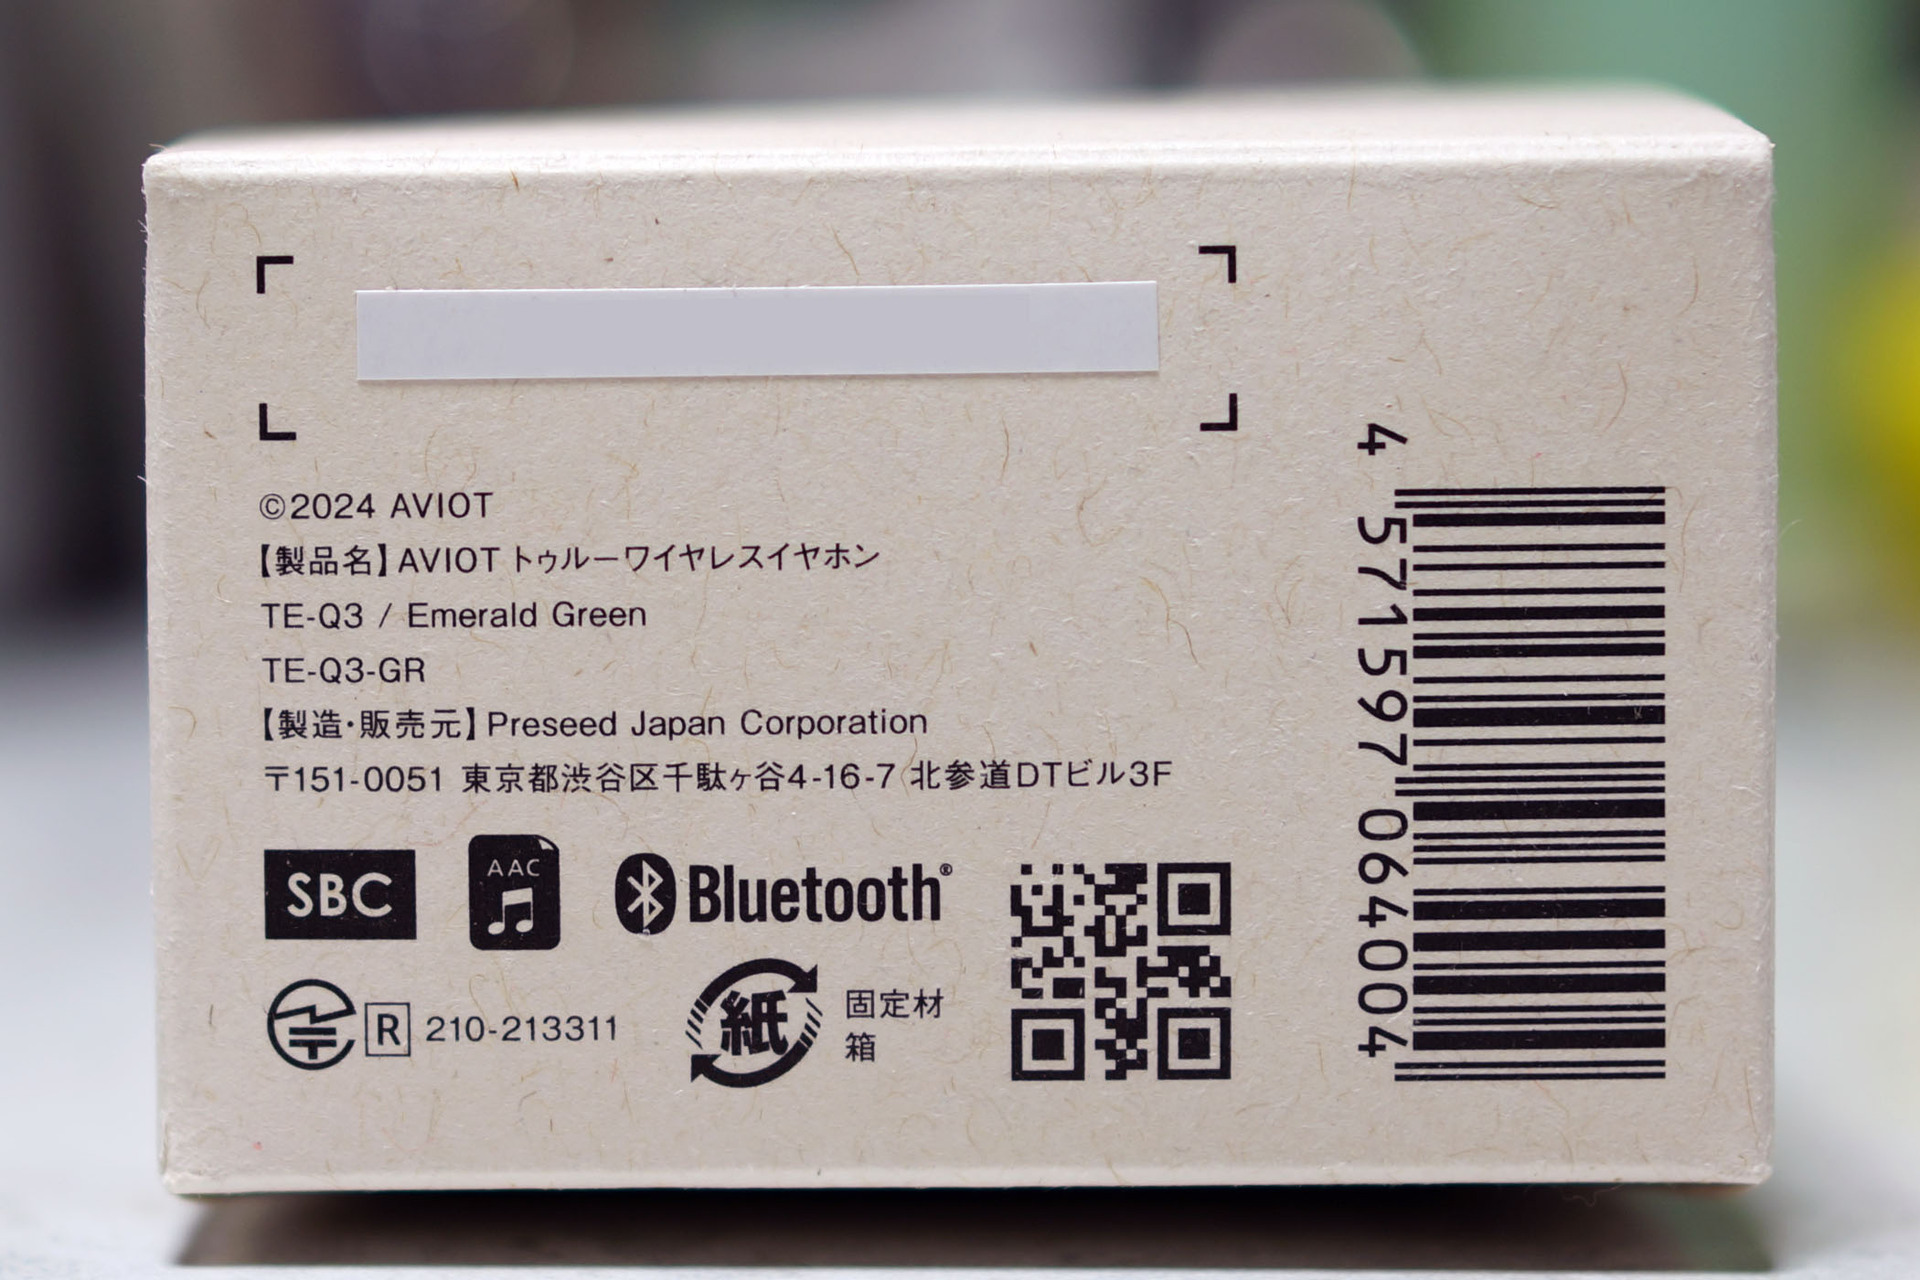 ©2024 AVIOT
【製品名】AVIOT トゥルーワイヤレスイヤホン
TE-Q3 / Emerald Green
TE-Q3-GR
【製造・販売元】Preseed Japan Corporation
〒151-0051 東京都渋谷区千駄ヶ谷4-16-7 北参道DTビル3F
SBC
AAC
Bluetooth®
R 210-213311
紙
固定材
箱
4 571597 064004